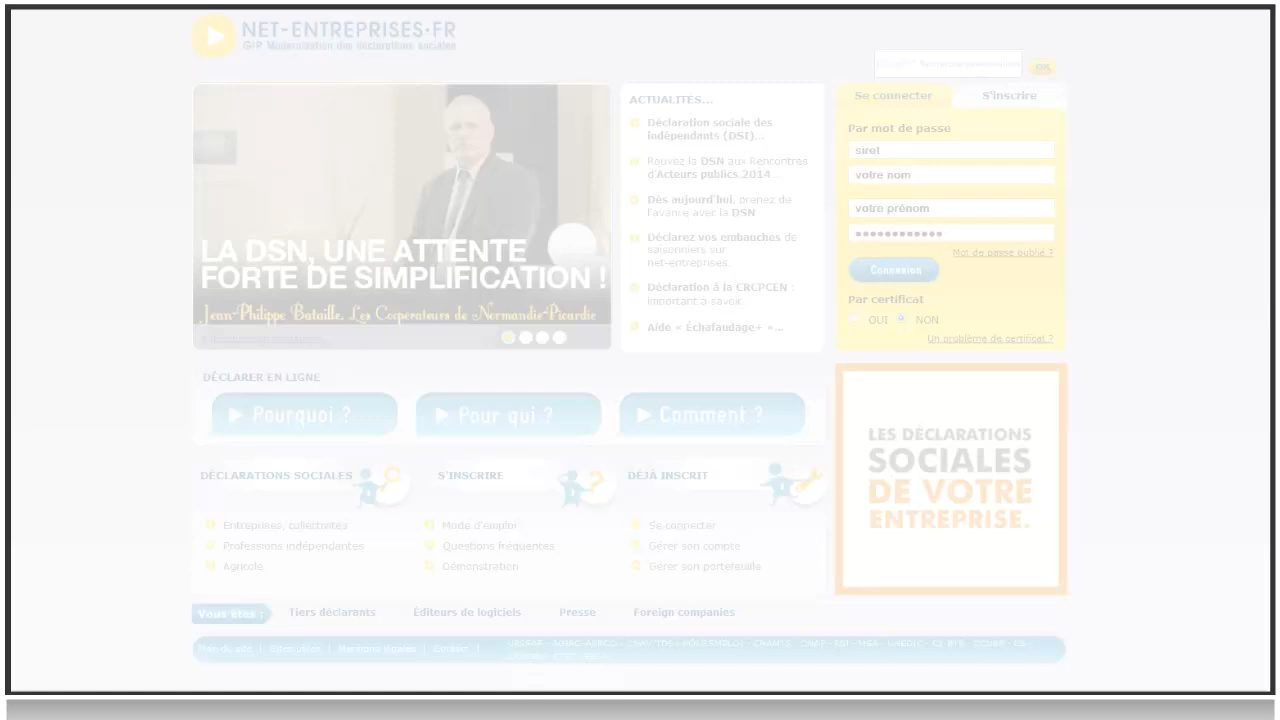 NET-ENTREPRISES·FR
GIP Modernisation des déclarations sociales
OK
LA DSN, UNE ATTENTE
FORTE DE SIMPLIFICATION !
Jean-Philippe Bataille, Les Coopérateurs de Normandie-Picardie
ACTUALITÉS...
Déclaration sociale des
indépendants (DSI)...
Rouvez la DSN aux Rencontres
d'Acteurs publics 2014...
Dès aujourd'hui, prenez de
l'avance avec la DSN
Déclarez vos embauches de
saisonniers sur
net-entreprises...
Déclaration à la CRCPCEN :
important à savoir.
Aide « Échafaudage+ «...
Se connecter
S'inscrire
Par mot de passe
siret
votre nom
votre prénom
Mot de passe oublié ?
Connexion
Par certificat
OUI NON
Un problème de certificat ?
DÉCLARER EN LIGNE
Pourquoi ?
Pour qui ?
Comment ?
DÉCLARATIONS SOCIALES
Entreprises, collectivités
Professions indépendantes
Agricole
S'INSCRIRE
Mode d'emploi
Questions fréquentes
Démonstration
DÉJÀ INSCRIT
Se connecter
Gérer son compte
Gérer son portefeuille
LES DÉCLARATIONS
SOCIALES
DE VOTRE
ENTREPRISE.
Vous êtes :
Tiers déclarants
Éditeurs de logiciels
Presse
Foreign companies
Plan du site | | Mentions légales | Contact |